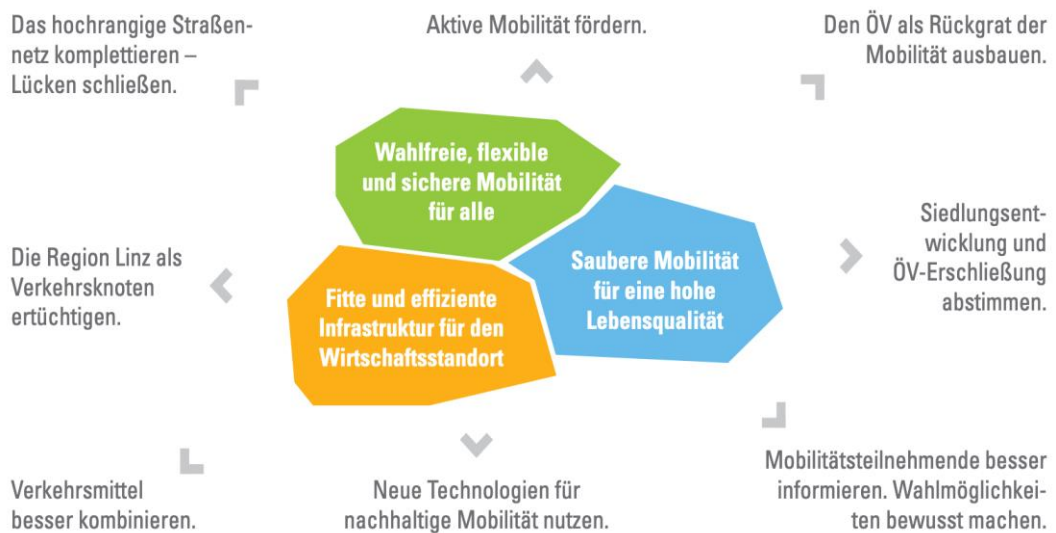 Das hochrangige Straßen-
netz komplettieren –
Lücken schließen.
Aktive Mobilität fördern.
Den ÖV als Rückgrat der
Mobilität ausbauen.
Wahlfreie, flexible
und sichere Mobilität
für alle
Siedlungsent-
wicklung und
ÖV-Erschließung
abstimmen.
Die Region Linz als
Verkehrsknoten
ertüchtigen.
Saubere Mobilität
für eine hohe
Lebensqualität
Fitte und effiziente
Infrastruktur für den
Wirtschaftsstandort
Verkehrsmittel
besser kombinieren.
Neue Technologien für
nachhaltige Mobilität nutzen.
Mobilitätsteilnehmende besser
informieren. Wahlmöglichkei-
ten bewusst machen.